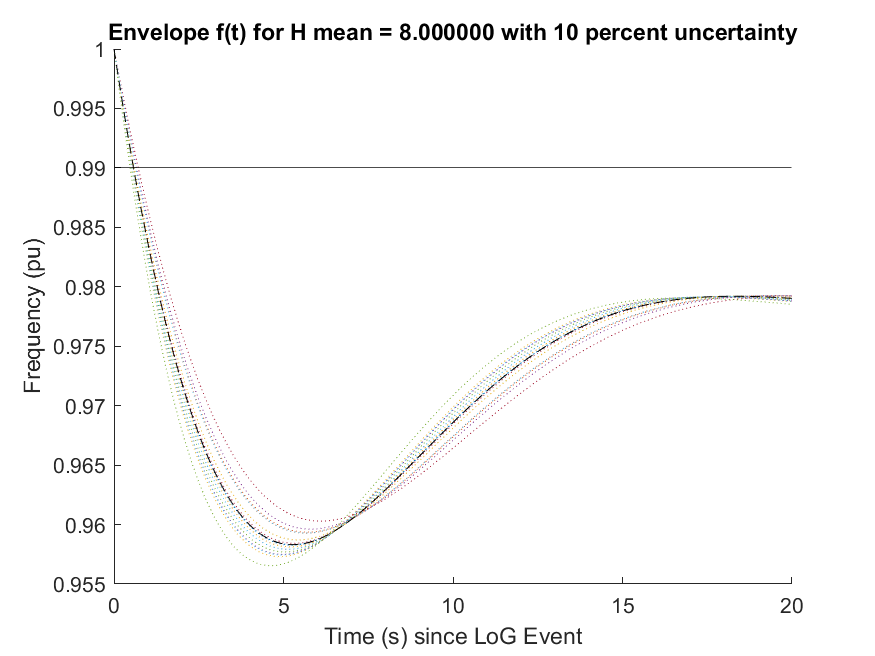 Envelope f(t) for H mean = 8.000000 with 10 percent uncertainty
1
0.995
0.99
0.985
0.98
0.975
0.97
0.965
0.96
0.955
Frequency (pu)
0 5 10 15 20
Time (s) since LoG Event